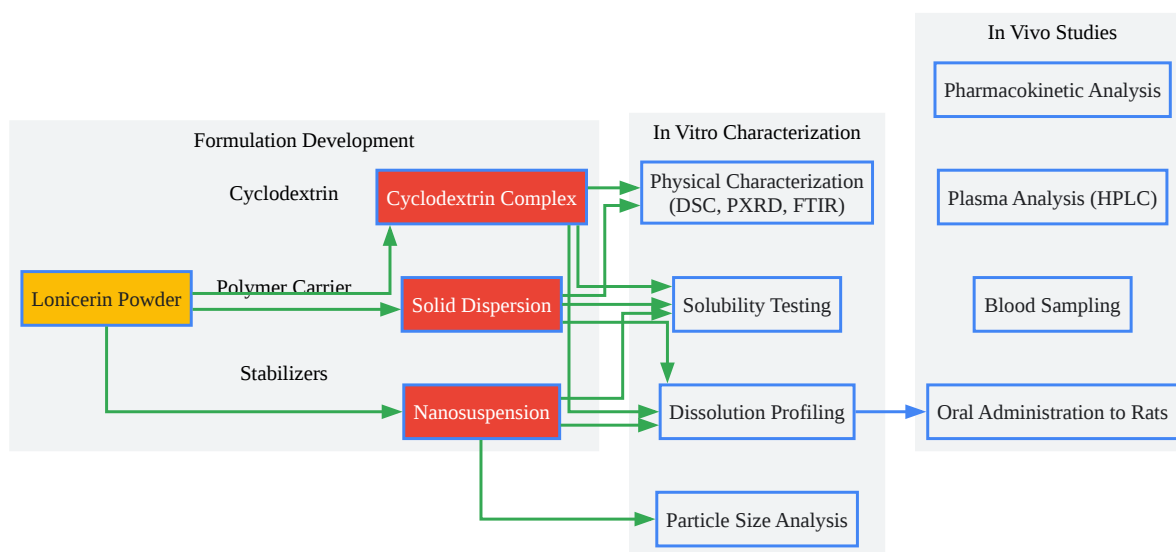 Formulation Development
Cyclodextrin
Cyclodextrin Complex
Lonicerin Powder
Polymer Carrier
Solid Dispersion
Stabilizers
Nanosuspension
In Vitro Characterization
Physical Characterization
(DSC, PXRD, FTIR)
Solubility Testing
Dissolution Profiling
Particle Size Analysis
In Vivo Studies
Pharmacokinetic Analysis
Plasma Analysis (HPLC)
Blood Sampling
Oral Administration to Rats